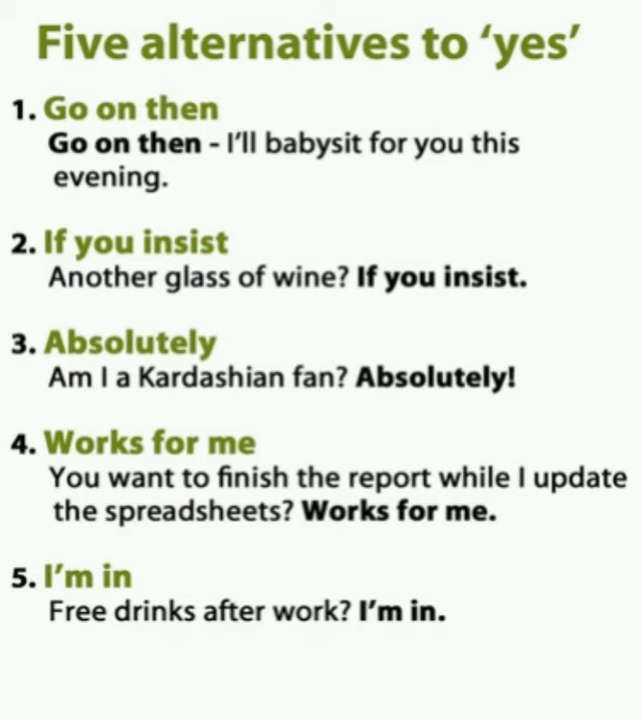 Five alternatives to ‘yes’
1. Go on then
Go on then - I’ll babysit for you this
evening.
2. If you insist
Another glass of wine? If you insist.
3. Absolutely
Am I a Kardashian fan? Absolutely!
4. Works for me
You want to finish the report while I update
the spreadsheets? Works for me.
5. I’m in
Free drinks after work? I’m in.